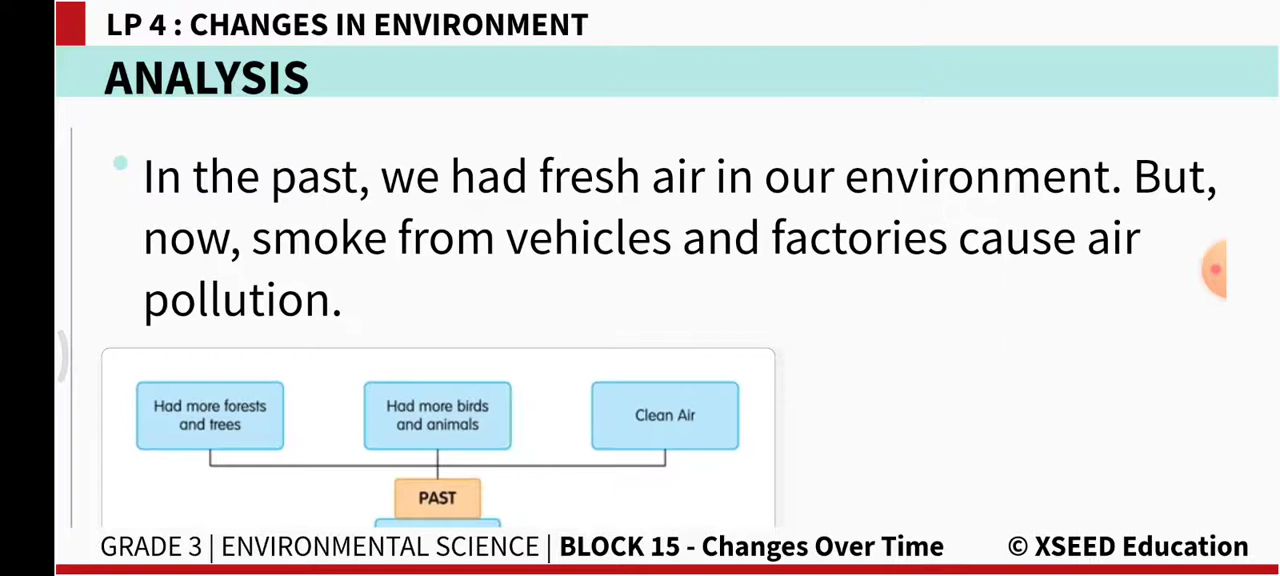 LP 4 : CHANGES IN ENVIRONMENT
ANALYSIS
In the past, we had fresh air in our environment. But,
now, smoke from vehicles and factories cause air
pollution.
Had more forests
and trees
Had more birds
and animals
Clean Air
PAST
GRADE 3 | ENVIRONMENTAL SCIENCE | BLOCK 15 - Changes Over Time © XSEED Education